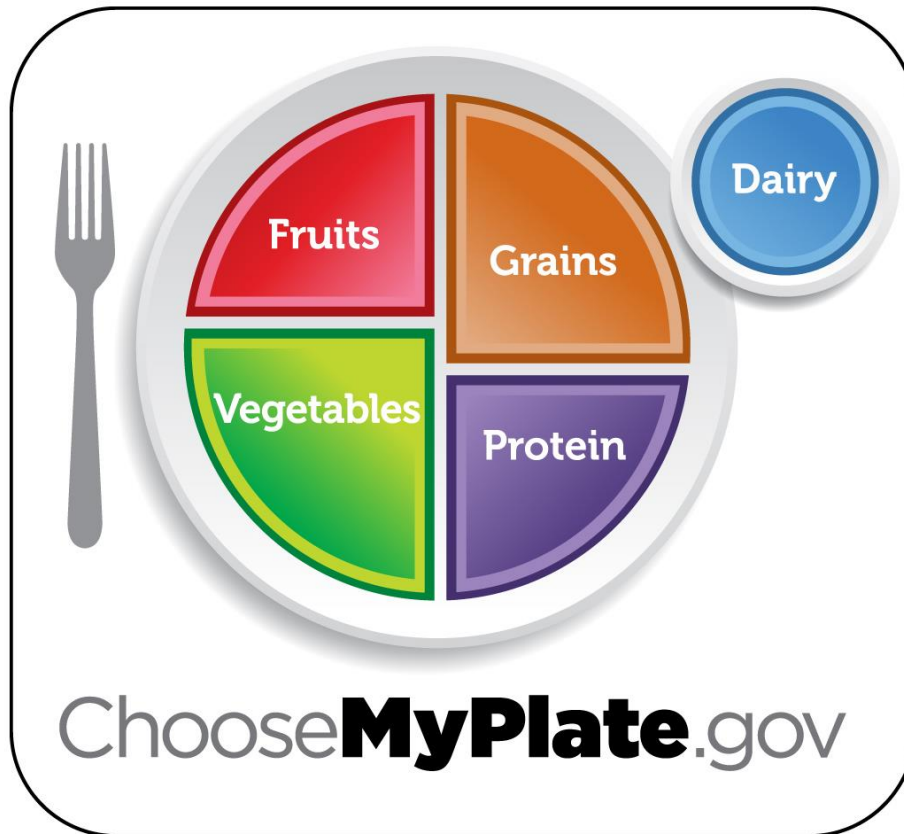 Fruits
Grains
Dairy
Vegetables
Protein
ChooseMyPlate.gov